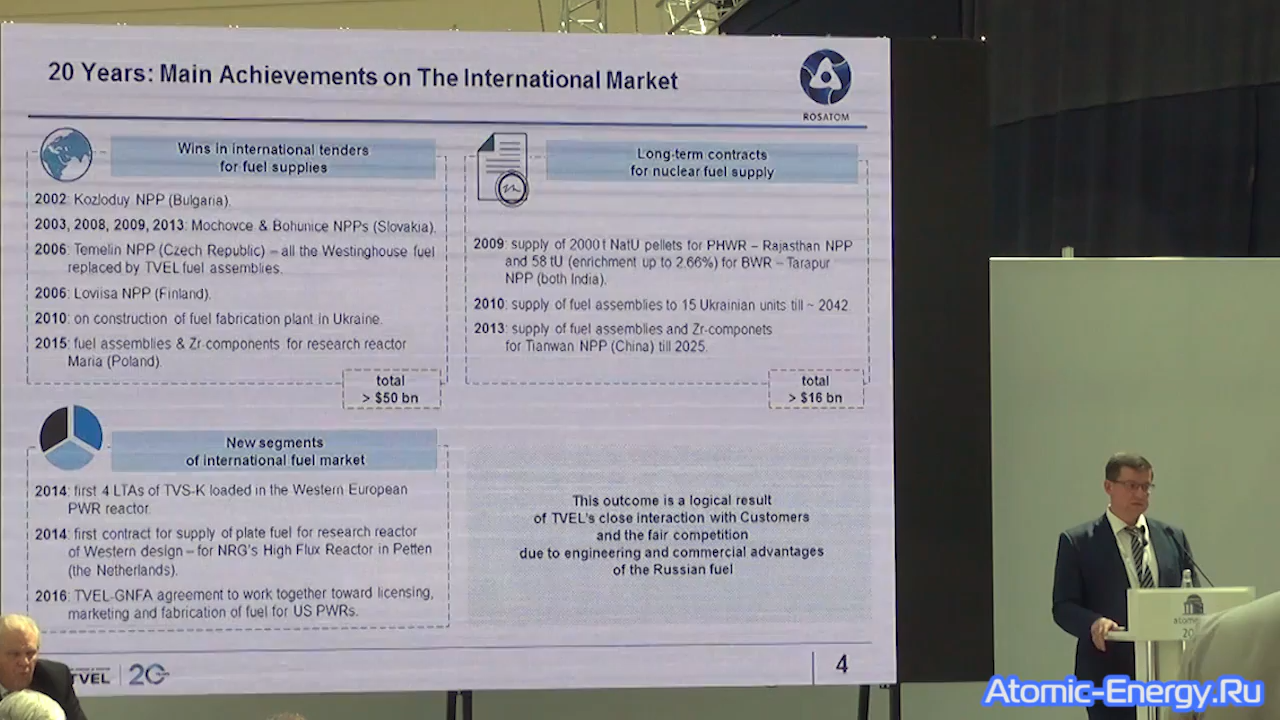 20 Years: Main Achievements on The International Market
ROSATOM
Wins in international tenders
for fuel supplies
2002: Kozloduy NPP (Bulgaria).
2003, 2008, 2009, 2013: Mochovce & Bohunice NPPs (Slovakia).
2006: Temelin NPP (Czech Republic) – all the Westinghouse fuel
replaced by TVEL fuel assemblies.
2006: Loviisa NPP (Finland).
2010: on construction of fuel fabrication plant in Ukraine.
2015: fuel assemblies & Zr-components for research reactor
Maria (Poland).
total
> $50 bn
Long-term contracts
for nuclear fuel supply
2009: supply of 2000 t NatU pellets for PHWR – Rajasthan NPP
and 58 tU (enrichment up to 2.66%) for BWR – Tarapur
NPP (both India).
2010: supply of fuel assemblies to 15 Ukrainian units till ~ 2042.
2013: supply of fuel assemblies and Zr-componets
for Tianwan NPP (China) till 2025.
total
> $16 bn
New segments
of international fuel market
2014: first 4 LTAs of TVS-K loaded in the Western European
PWR reactor.
2014: first contract for supply of plate fuel for research reactor
of Western design – for NRG's High Flux Reactor in Petten
(the Netherlands).
2016: TVEL-GNFA agreement to work together toward licensing,
marketing and fabrication of fuel for US PWRs.
This outcome is a logical result
of TVEL's close interaction with Customers
and the fair competition
due to engineering and commercial advantages
of the Russian fuel
TVEL
20
4
Atomic-Energy.Ru